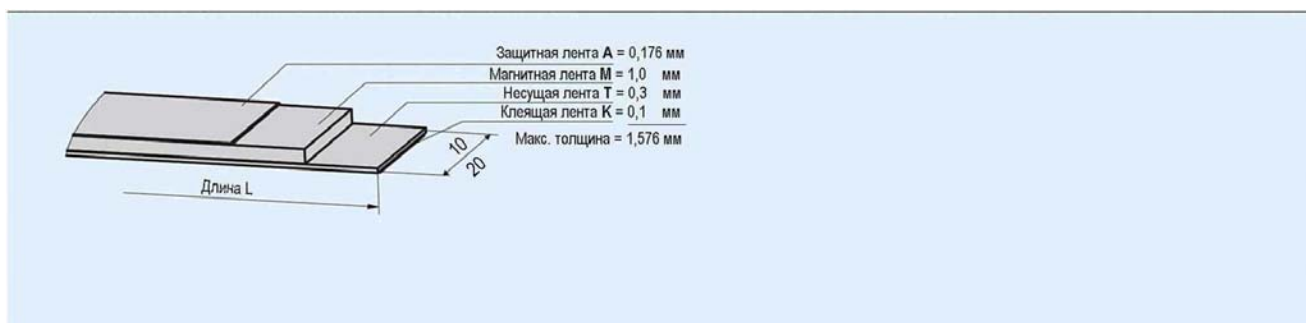 Защитная лента A = 0,176 мм
Магнитная лента M = 1,0 мм
Несущая лента T = 0,3 мм
Клеящая лента K = 0,1 мм
Макс. толщина = 1,576 мм
10
20
Длина L